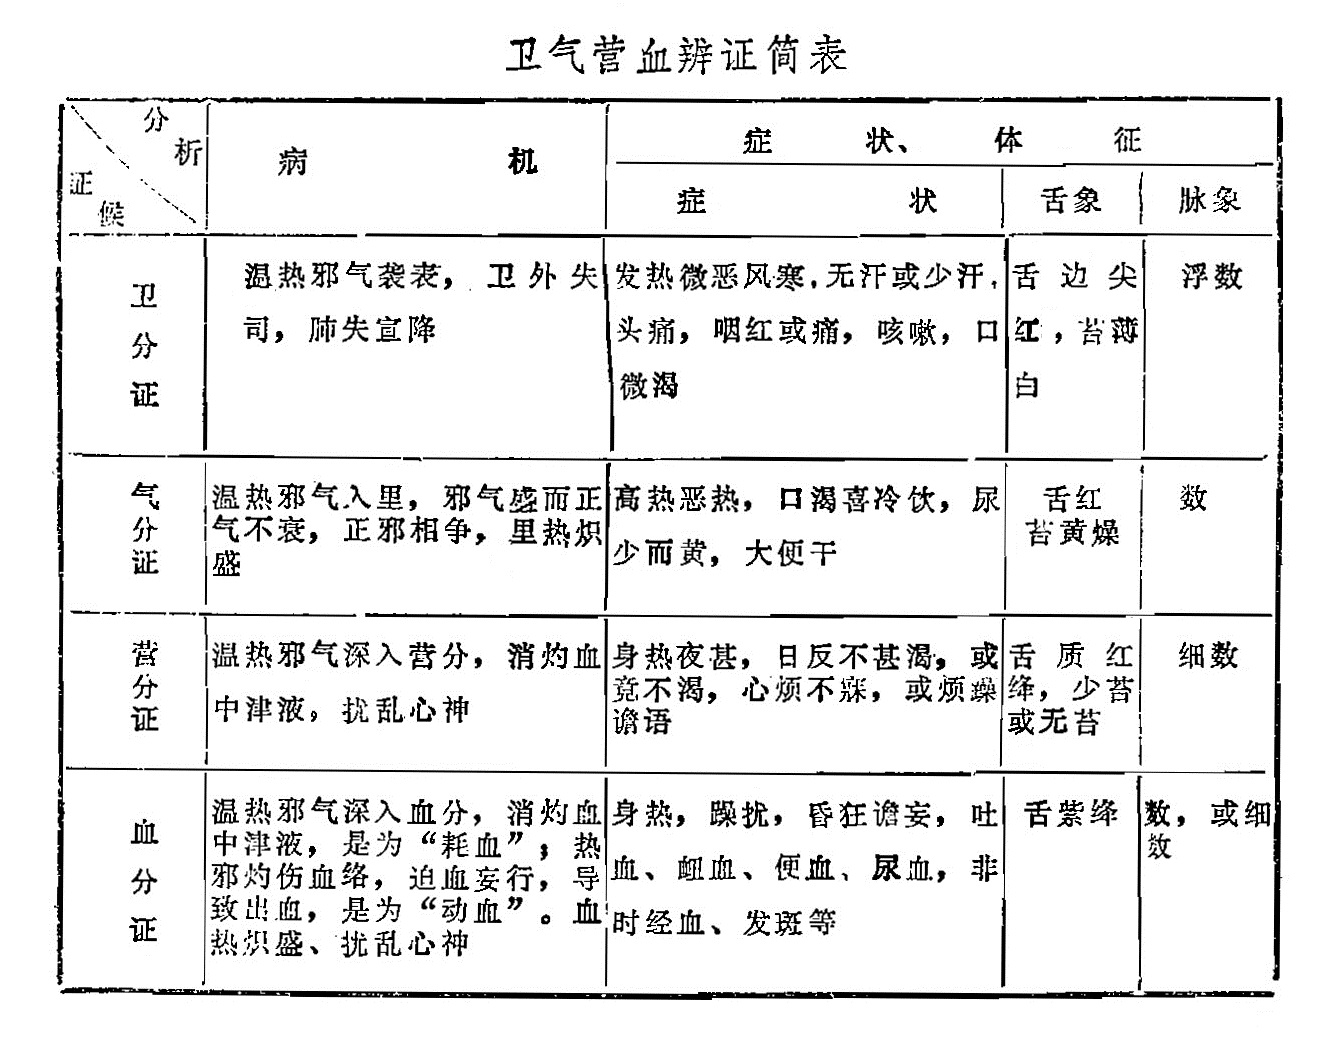 卫气营血辨证简表
分析
证候
病机
症状、体征
症状
舌象
脉象
卫分证
温热邪气袭表，卫外失
司，肺失宣降
发热微恶风寒，无汗或少汗，
头痛，咽红或痛，咳嗽，口
微渴
舌边尖
红，苔薄
白
浮数
气分证
温热邪气入里，邪气盛而正
气不衰，正邪相争，里热炽
盛
高热恶热，口渴喜冷饮，尿
少而黄，大便干
舌红
苔黄燥
数
营分证
温热邪气深入营分，消灼血
中津液，扰乱心神
身热夜甚，日反不甚渴，或
竟不渴，心烦不寐，或烦躁
谵语
舌质红
绛，少苔
或无苔
细数
血分证
温热邪气深入血分，消灼血
中津液，是为“耗血”；热
邪灼伤血络，迫血妄行，导
致出血，是为“动血”。血
热炽盛、扰乱心神
身热，躁扰，昏狂谵妄，吐
血、衄血、便血、尿血，非
时经血、发斑等
舌紫绛
数，或细
数